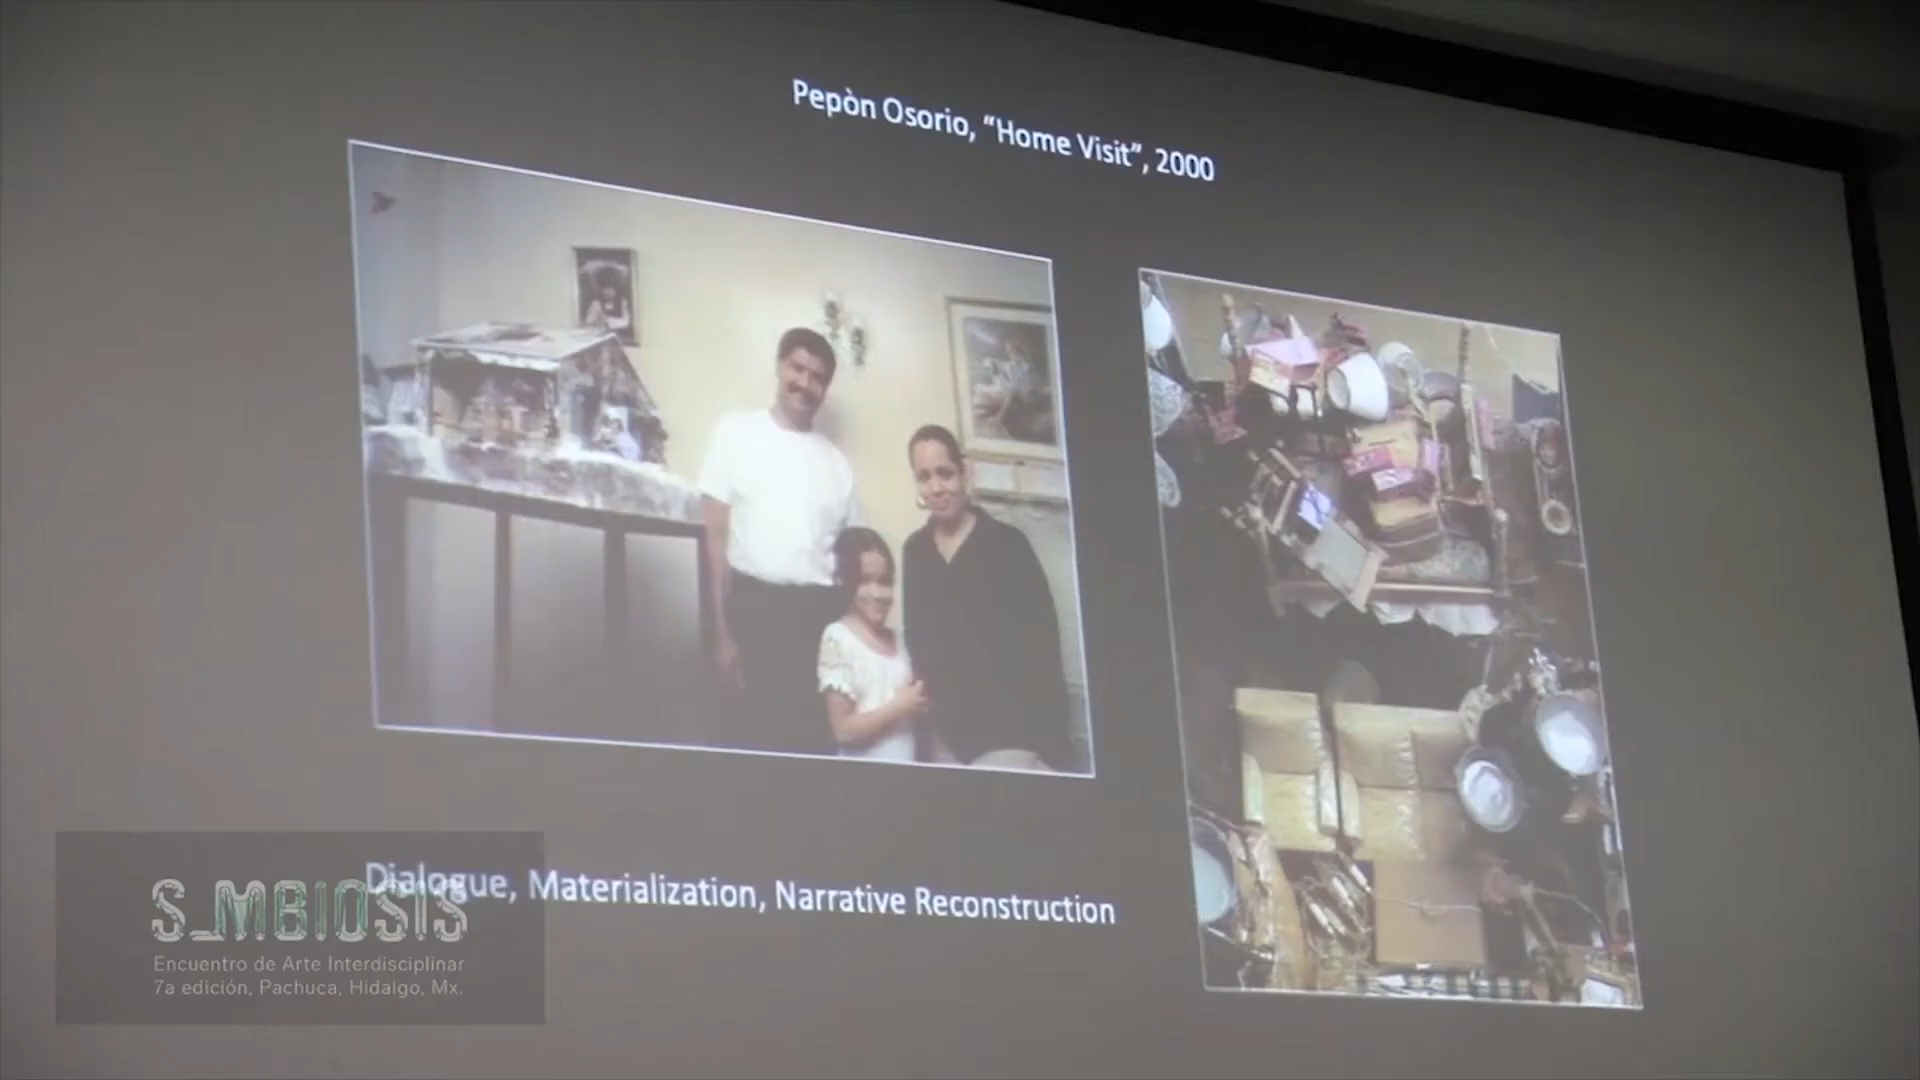 Pepòn Osorio, “Home Visit”, 2000
Dialogue, Materialization, Narrative Reconstruction
S_MBIOSIS
Encuentro de Arte Interdisciplinar
7a edición, Pachuca, Hidalgo, Mx.